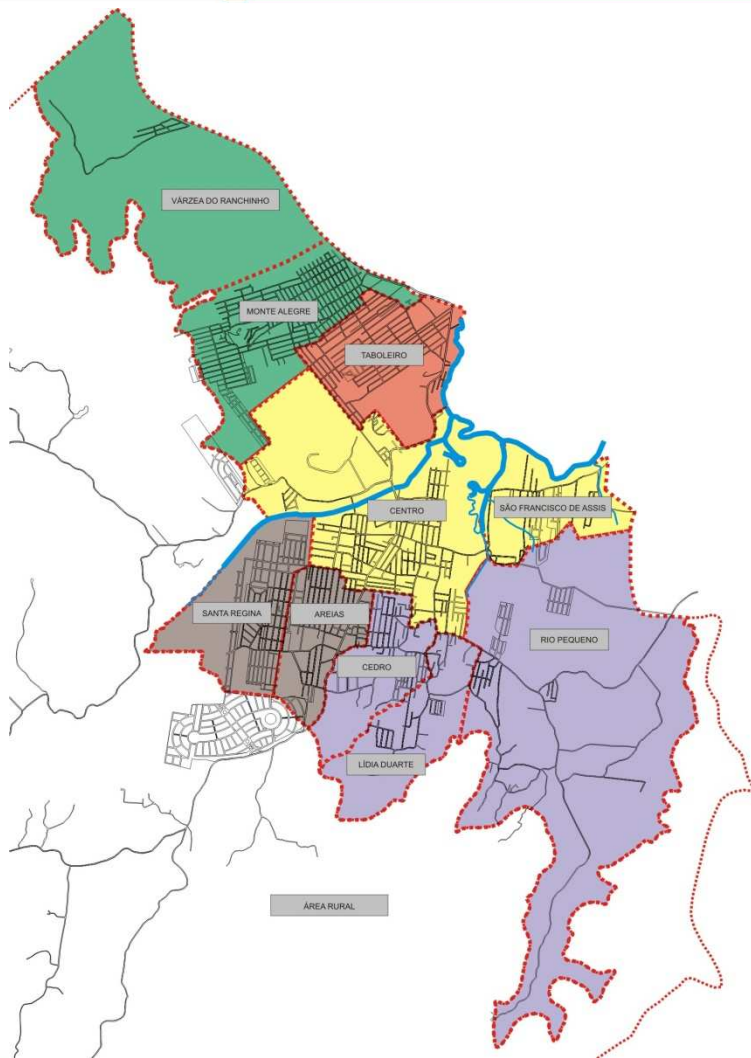 VÁRZEA DO RANCHINHO
MONTE ALEGRE
TABOLEIRO
CENTRO
SÃO FRANCISCO DE ASSIS
SANTA REGINA
AREIAS
RIO PEQUENO
CEDRO
LÍDIA DUARTE
ÁREA RURAL